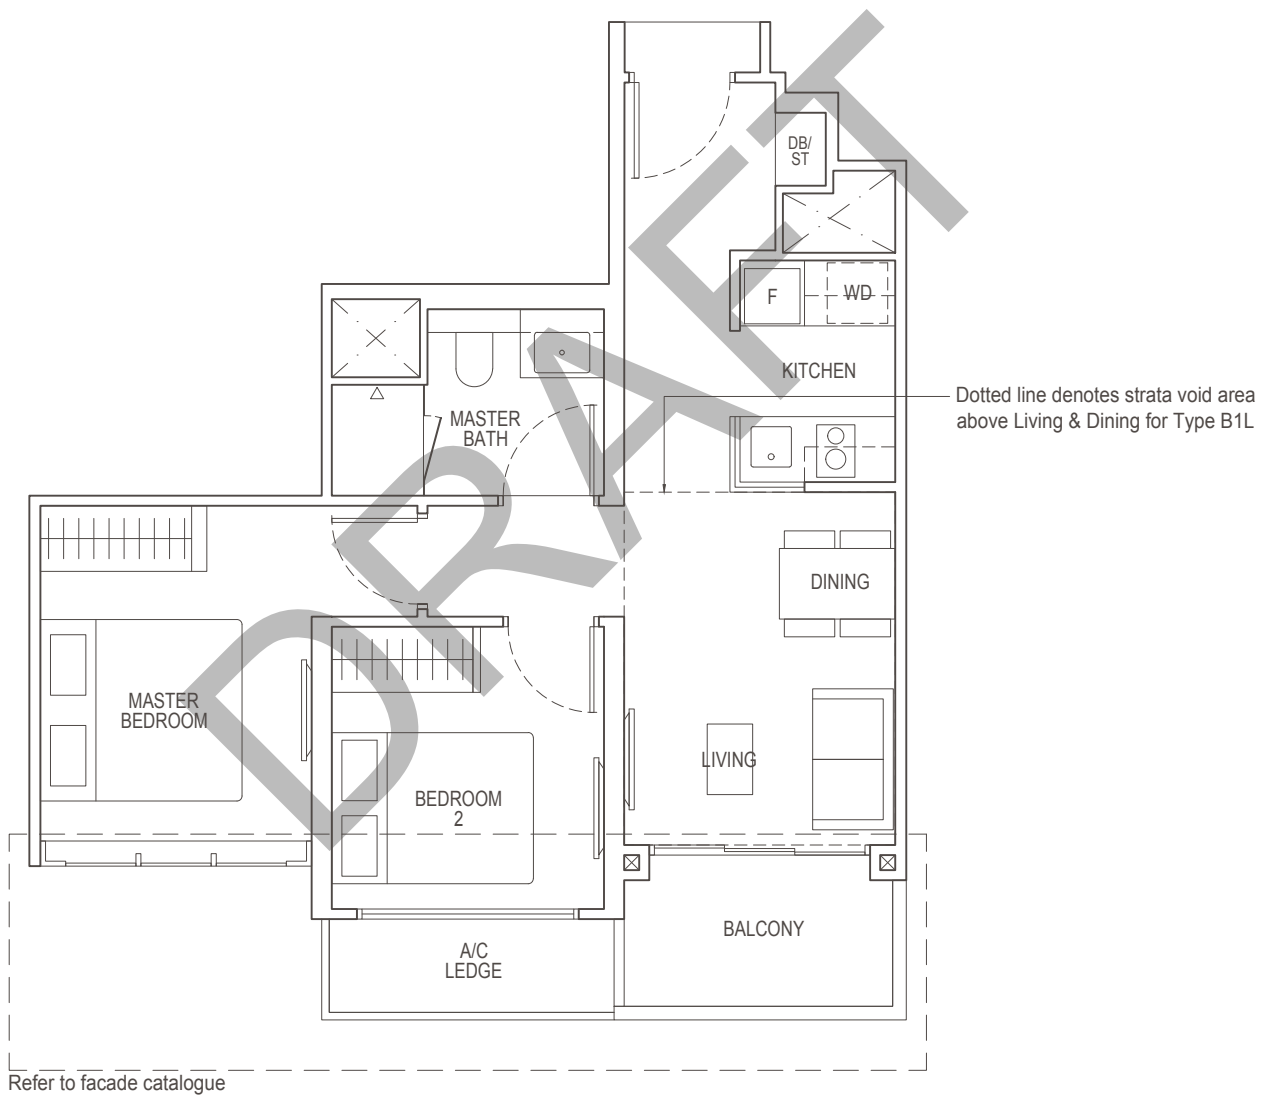 DB/
ST
F
WD
KITCHEN
Dotted line denotes strata void area
above Living & Dining for Type B1L
MASTER
BATH
DINING
MASTER
BEDROOM
LIVING
BEDROOM
2
BALCONY
A/C
LEDGE
Refer to facade catalogue
DRAFT